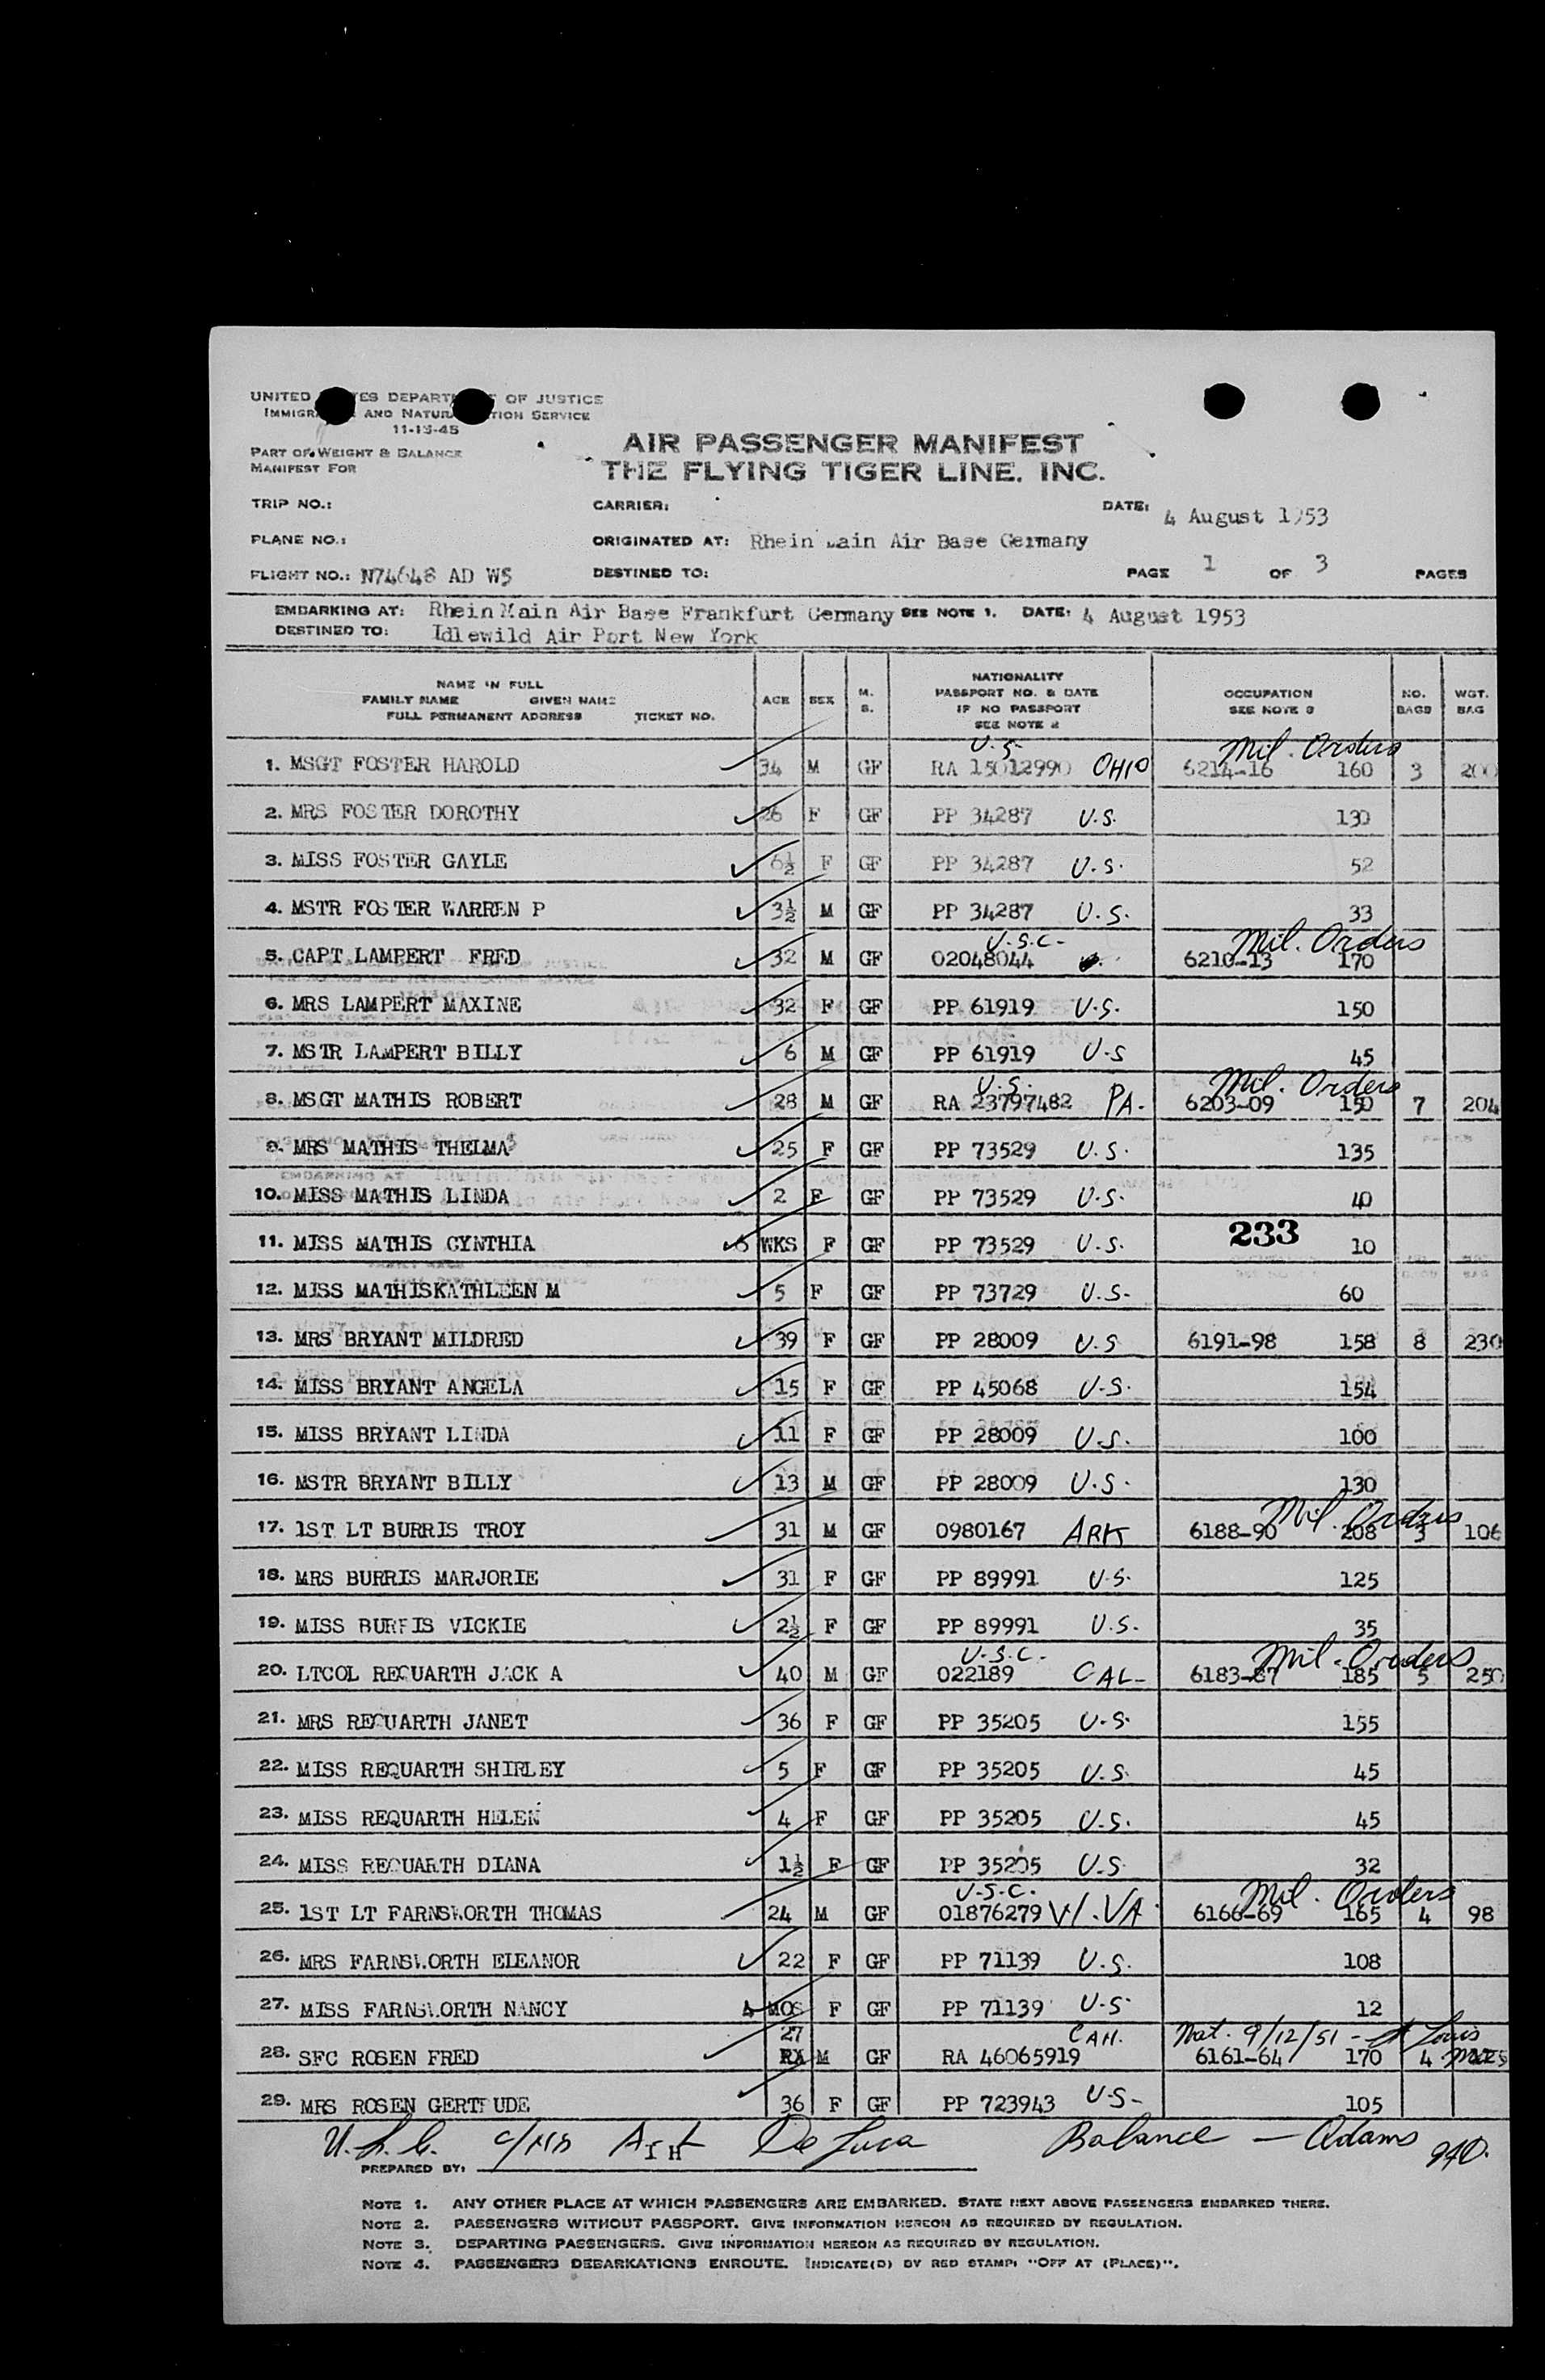 UNITED STATES DEPARTMENT OF JUSTICE
IMMIGRATION AND NATURALIZATION SERVICE
11-13-45
PART OF WEIGHT & BALANCE
MANIFEST FOR
AIR PASSENGER MANIFEST
THE FLYING TIGER LINE, INC.
TRIP NO.: CARRIER: DATE: 4 August 1953
PLANE NO.: ORIGINATED AT: Rhein Main Air Base Germany
FLIGHT NO.: N74648 AD WS DESTINED TO: PAGE 1 OF 3 PAGES
EMBARKING AT: Rhein Main Air Base Frankfurt Germany SEE NOTE 1. DATE: 4 August 1953
DESTINED TO: Idlewild Air Port New York
NAME IN FULL
FAMILY NAME GIVEN NAME
FULL PERMANENT ADDRESS TICKET NO.
AGE SEX M. S.
NATIONALITY
PASSPORT NO. & DATE
IF NO PASSPORT
SEE NOTE 2
OCCUPATION
SEE NOTE 3
NO. BAGS
WGT. BAG
U.S. Mil. Orders
1. MSGT FOSTER HAROLD 34 M GF RA 15012990 OHIO 6214-16 160 3 200
2. MRS FOSTER DOROTHY 26 F GF PP 34287 U.S. 130
3. MISS FOSTER GAYLE 6½ F GF PP 34287 U.S. 52
4. MSTR FOSTER WARREN P 3½ M GF PP 34287 U.S. 33
U.S.C. Mil. Orders
5. CAPT LAMPERT FRED 32 M GF 02048044 6210-13 170
6. MRS LAMPERT MAXINE 32 F GF PP 61919 U.S. 150
7. MSTR LAMPERT BILLY 6 M GF PP 61919 U.S 45
U.S. Mil. Orders
8. MSGT MATHIS ROBERT 28 M GF RA 23797482 PA. 6203-09 150 7 204
9. MRS MATHIS THELMA 25 F GF PP 73529 U.S. 135
10. MISS MATHIS LINDA 2 F GF PP 73529 U.S. 40
233
11. MISS MATHIS CYNTHIA 6 WKS F GF PP 73529 U.S. 10
12. MISS MATHISKATHLEEN M 5 F GF PP 73729 U.S- 60
13. MRS BRYANT MILDRED 39 F GF PP 28009 U.S 6191-98 158 8 230
14. MISS BRYANT ANGELA 15 F GF PP 45068 U.S. 154
15. MISS BRYANT LINDA 11 F GF PP 28009 U.S. 100
16. MSTR BRYANT BILLY 13 M GF PP 28009 U.S. 130
Mil. Orders
17. 1ST LT BURRIS TROY 31 M GF 0980167 ARK 6188-90 208 3 106
18. MRS BURRIS MARJORIE 31 F GF PP 89991 U.S. 125
19. MISS BURRIS VICKIE 2½ F GF PP 89991 U.S. 35
U.S.C. Mil. Orders
20. LTCOL REQUARTH JACK A 40 M GF 022189 CAL- 6183-87 185 5 250
21. MRS REQUARTH JANET 36 F GF PP 35205 U.S. 155
22. MISS REQUARTH SHIRLEY 5 F GF PP 35205 U.S. 45
23. MISS REQUARTH HELEN 4 F GF PP 35205 U.S. 45
24. MISS REQUARTH DIANA 1½ F GF PP 35205 U.S 32
U.S.C. Mil. Orders
25. 1ST LT FARNSWORTH THOMAS 24 M GF 01876279 W.VA. 6166-69 165 4 98
26. MRS FARNSWORTH ELEANOR 22 F GF PP 71139 U.S. 108
27. MISS FARNSWORTH NANCY 4 MOS F GF PP 71139 U.S. 12
27 Nat. 9/12/51 - St Louis
28. SFC ROSEN FRED M GF RA 46065919 6161-64 170 4
29. MRS ROSEN GERTRUDE 36 F GF PP 723943 U.S- 105
De Luca Balance - Adams
PREPARED BY:
NOTE 1. ANY OTHER PLACE AT WHICH PASSENGERS ARE EMBARKED. STATE NEXT ABOVE PASSENGERS EMBARKED THERE.
NOTE 2. PASSENGERS WITHOUT PASSPORT. GIVE INFORMATION HEREON AS REQUIRED BY REGULATION.
NOTE 3. DEPARTING PASSENGERS. GIVE INFORMATION HEREON AS REQUIRED BY REGULATION.
NOTE 4. PASSENGERS DEBARKATIONS ENROUTE. INDICATE(D) BY RED STAMP: "OFF AT (PLACE)".